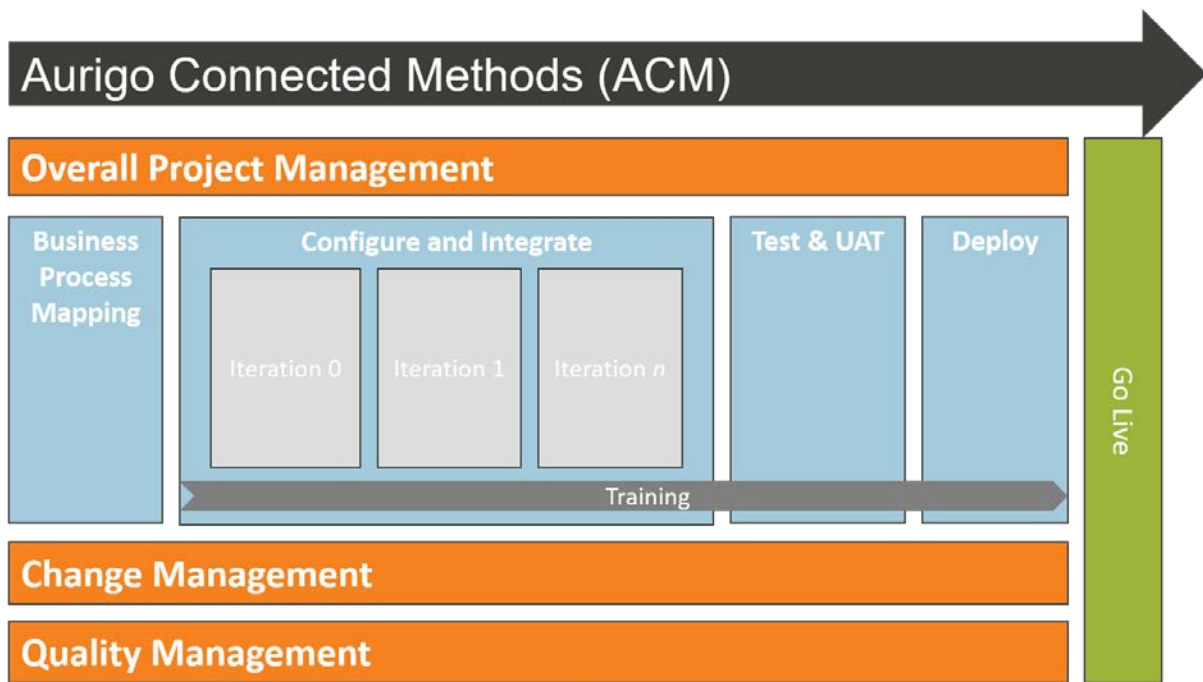 Aurigo Connected Methods (ACM)
Overall Project Management
Business
Process
Mapping
Configure and Integrate
Iteration 0
Iteration 1
Iteration n
Test & UAT
Deploy
Training
Go Live
Change Management
Quality Management